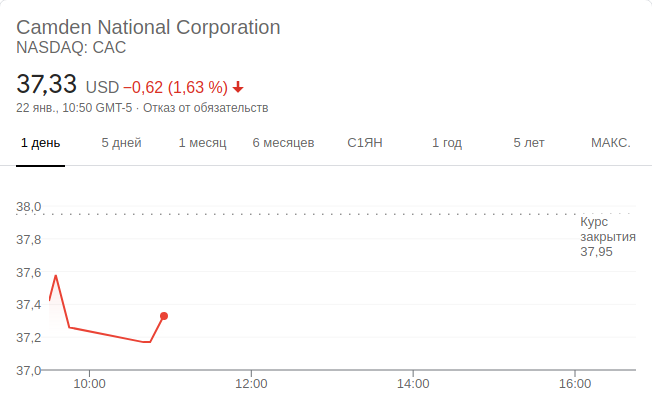 Camden National Corporation
NASDAQ: CAC
37,33 USD −0,62 (1,63 %)
22 янв., 10:50 GMT-5 · Отказ от обязательств
1 день 5 дней 1 месяц 6 месяцев С1ЯН 1 год 5 лет МАКС.
38,0
Курс
закрытия
37,95
37,8
37,6
37,4
37,2
37,0
10:00 12:00 14:00 16:00